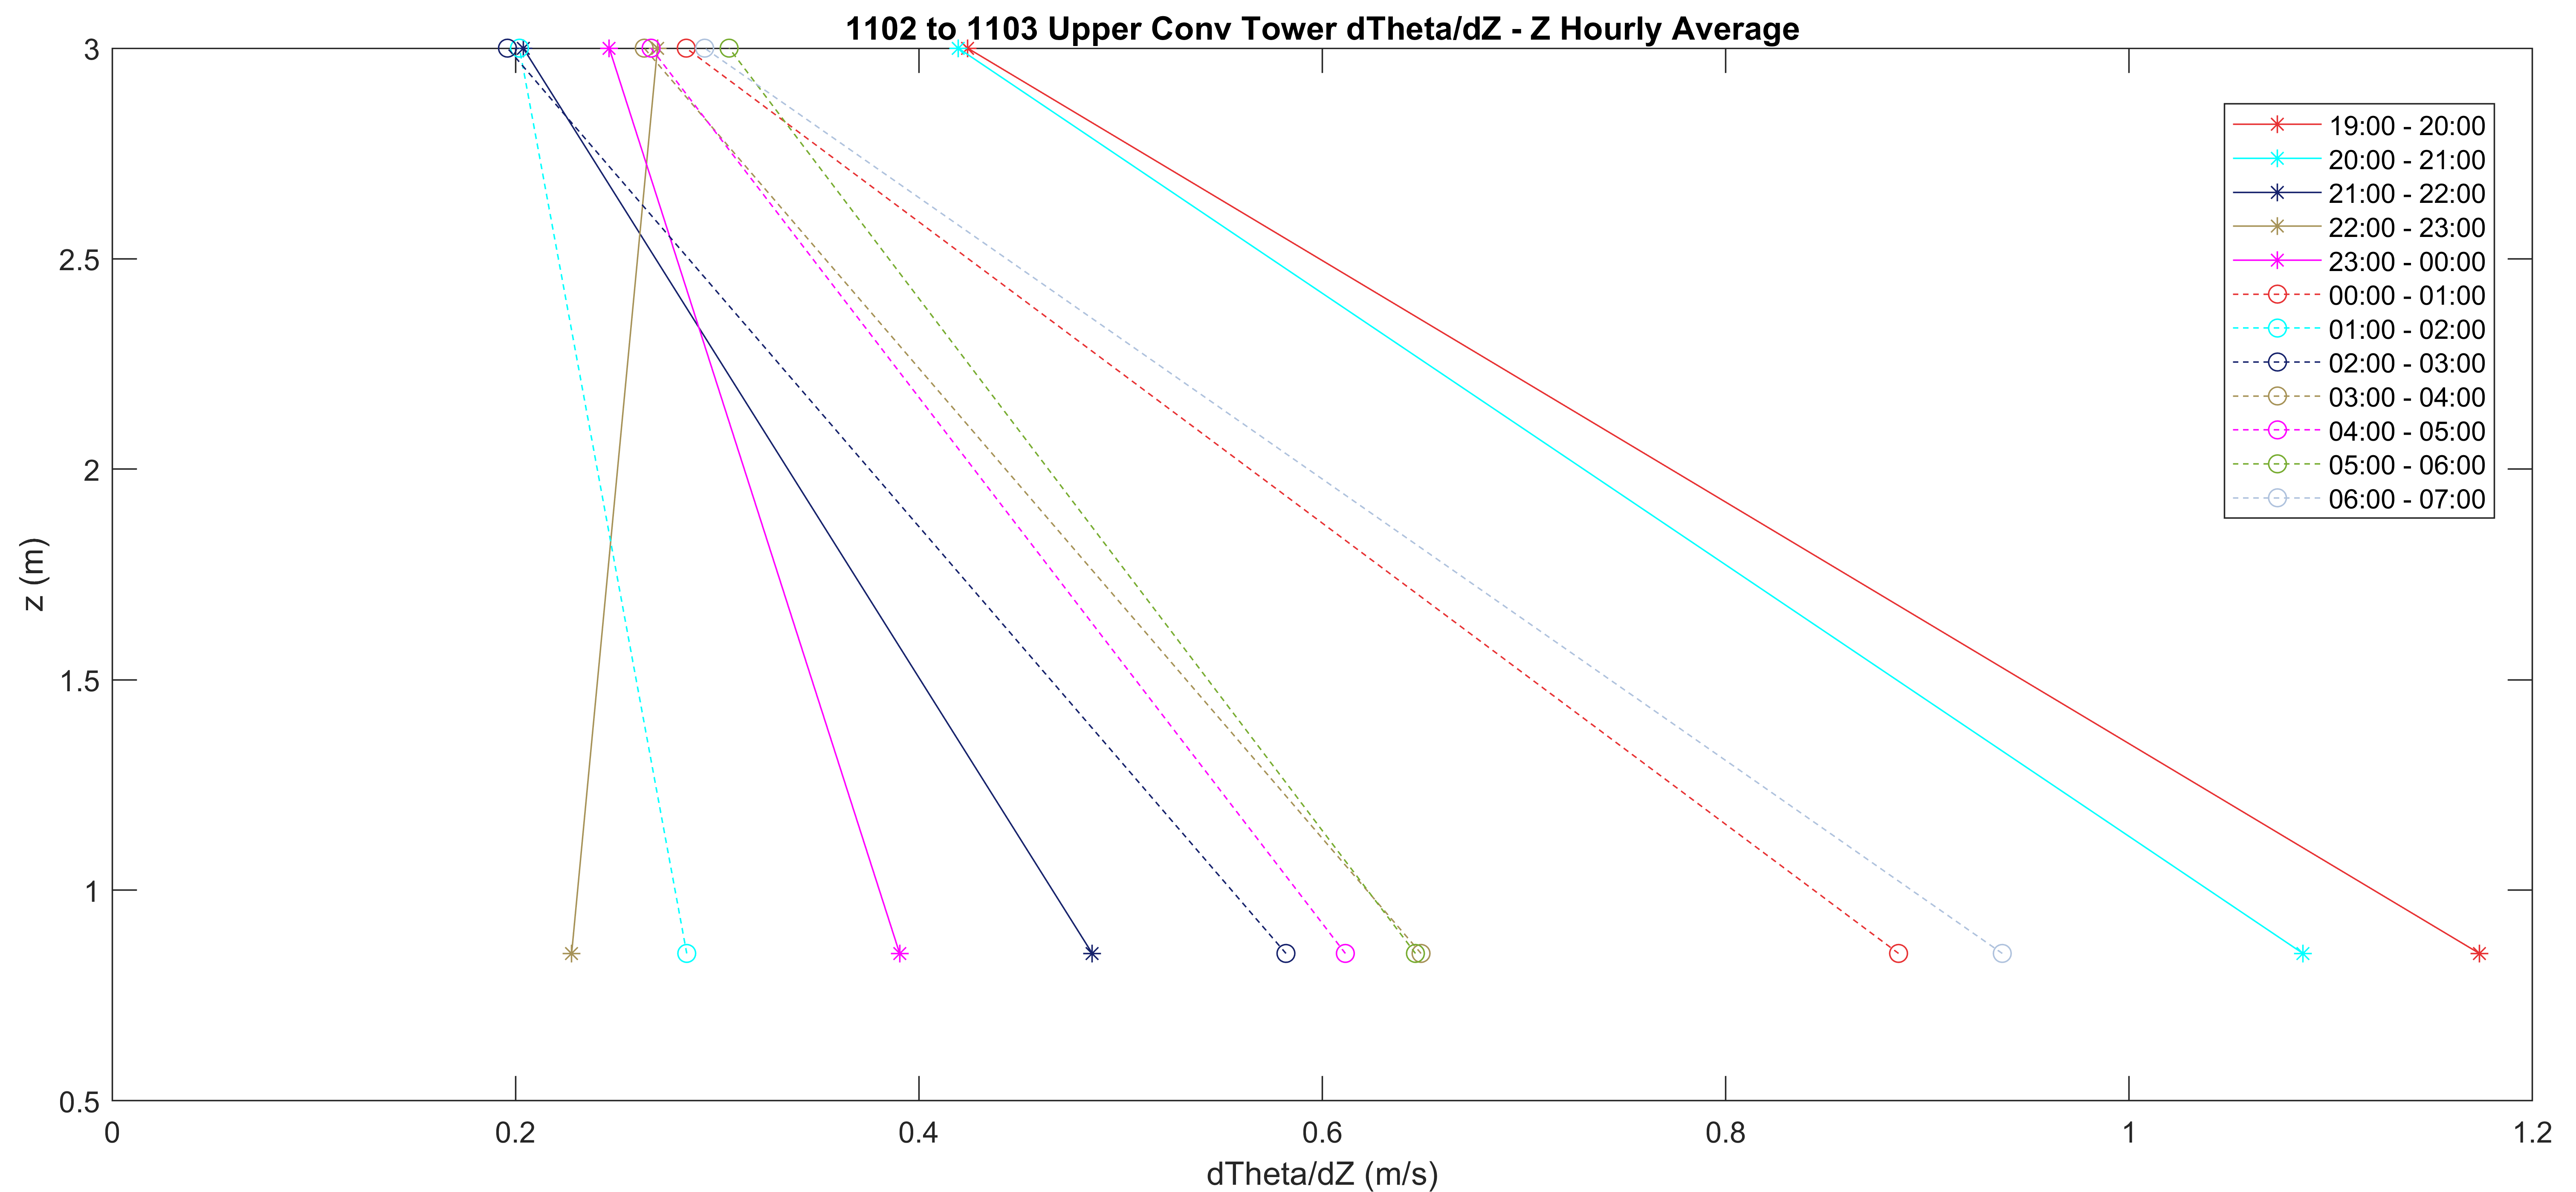 1102 to 1103 Upper Conv Tower dTheta/dZ - Z Hourly Average
3
2.5
2
1.5
1
0.5
z (m)
19:00 - 20:00
20:00 - 21:00
21:00 - 22:00
22:00 - 23:00
23:00 - 00:00
00:00 - 01:00
01:00 - 02:00
02:00 - 03:00
03:00 - 04:00
04:00 - 05:00
05:00 - 06:00
06:00 - 07:00
0 0.2 0.4 0.6 0.8 1 1.2
dTheta/dZ (m/s)